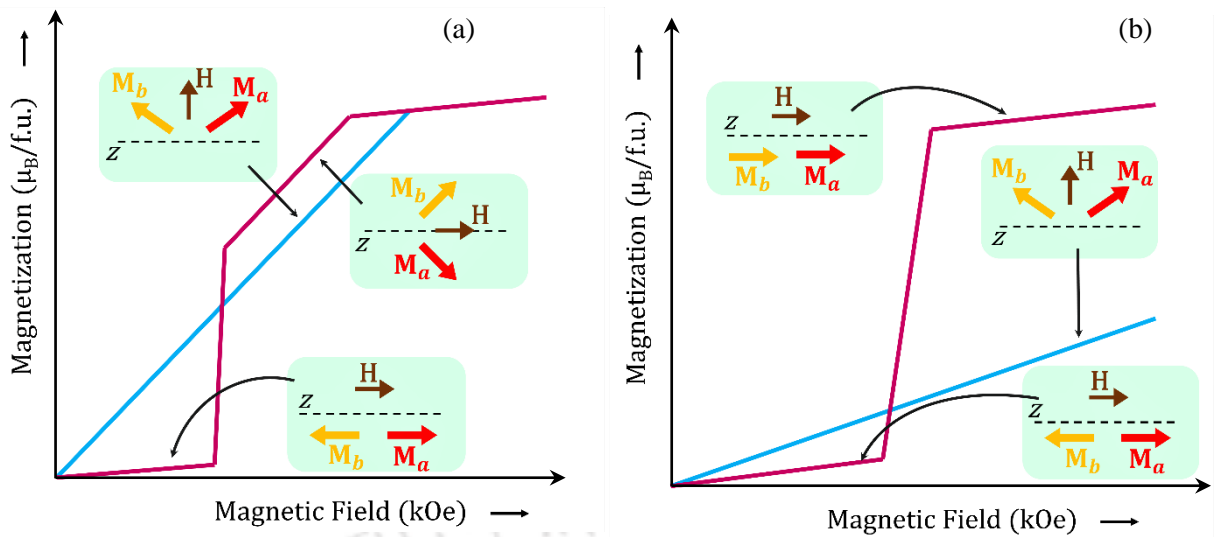 (a)
Magnetization (μB/f.u.)
M𝑏 H M𝑎
z
M𝑏
z H
M𝑎
H
z
M𝑏 M𝑎
Magnetic Field (kOe)
(b)
Magnetization (μB/f.u.)
H
z
M𝑏 M𝑎
M𝑏 H M𝑎
z
H
z
M𝑏 M𝑎
Magnetic Field (kOe)